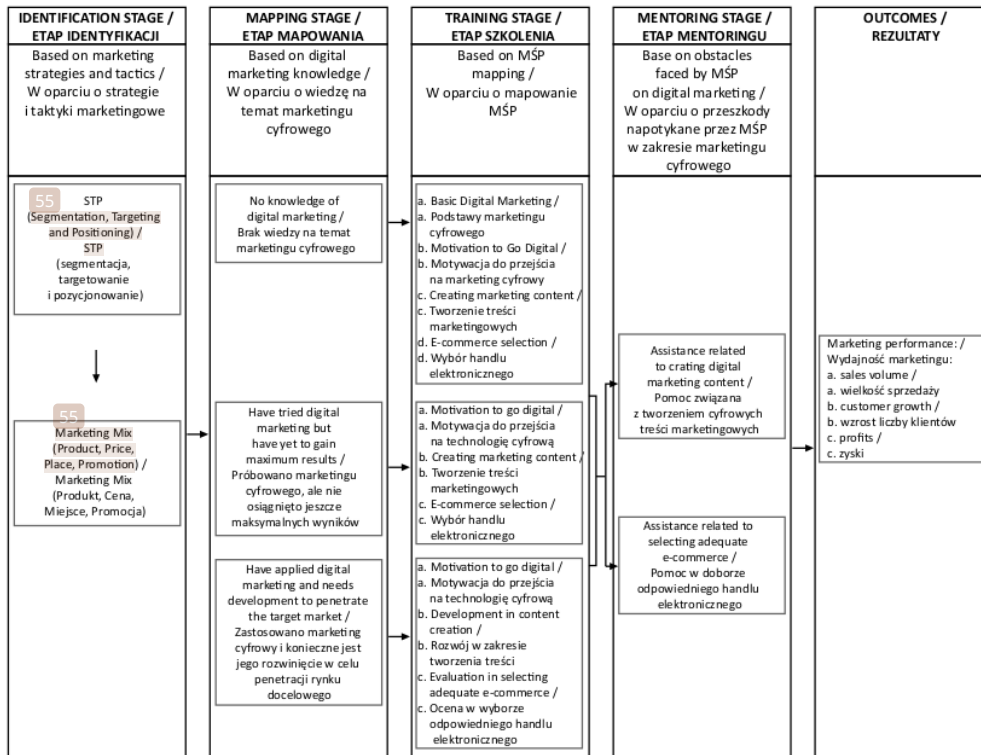 IDENTIFICATION STAGE /
ETAP IDENTYFIKACJI
Based on marketing
strategies and tactics /
W oparciu o strategie
i taktyki marketingowe
55
STP
(Segmentation, Targeting
and Positioning) /
STP
(segmentacja,
targetowanie
i pozycjonowanie)
55
Marketing Mix
(Product, Price,
Place, Promotion) /
Marketing Mix
(Produkt, Cena,
Miejsce, Promocja)
MAPPING STAGE /
ETAP MAPOWANIA
Based on digital
marketing knowledge /
W oparciu o wiedzę na
temat marketingu
cyfrowego
No knowledge of
digital marketing /
Brak wiedzy na temat
marketingu cyfrowego
Have tried digital
marketing but
have yet to gain
maximum results /
Próbowano marketingu
cyfrowego, ale nie
osiągnięto jeszcze
maksymalnych wyników
Have applied digital
marketing and needs
development to penetrate
the target market /
Zastosowano marketing
cyfrowy i konieczne jest
jego rozwinięcie w celu
penetracji rynku
docelowego
TRAINING STAGE /
ETAP SZKOLENIA
Based on MŚP
mapping /
W oparciu o mapowanie
MŚP
a. Basic Digital Marketing /
a. Podstawy marketingu
cyfrowego
b. Motivation to Go Digital /
b. Motywacja do przejścia
na marketing cyfrowy
c. Creating marketing content /
c. Tworzenie treści
marketingowych
d. E-commerce selection /
d. Wybór handlu
elektronicznego
a. Motivation to go digital /
a. Motywacja do przejścia
na technologię cyfrową
b. Creating marketing content /
b. Tworzenie treści
marketingowych
c. E-commerce selection /
c. Wybór handlu
elektronicznego
a. Motivation to go digital /
a. Motywacja do przejścia
na technologię cyfrową
b. Development in content
creation /
b. Rozwój w zakresie
tworzenia treści
c. Evaluation in selecting
adequate e-commerce /
c. Ocena w wyborze
odpowiedniego handlu
elektronicznego
MENTORING STAGE /
ETAP MENTORINGU
Base on obstacles
faced by MŚP
on digital marketing /
W oparciu o przeszkody
napotykane przez MŚP
w zakresie marketingu
cyfrowego
Assistance related
to crating digital
marketing content /
Pomoc związana
z tworzeniem cyfrowych
treści marketingowych
Assistance related to
selecting adequate
e-commerce /
Pomoc w doborze
odpowiedniego handlu
elektronicznego
OUTCOMES /
REZULTATY
Marketing performance: /
Wydajność marketingu:
a. sales volume /
a. wielkość sprzedaży
b. customer growth /
b. wzrost liczby klientów
c. profits /
c. zyski